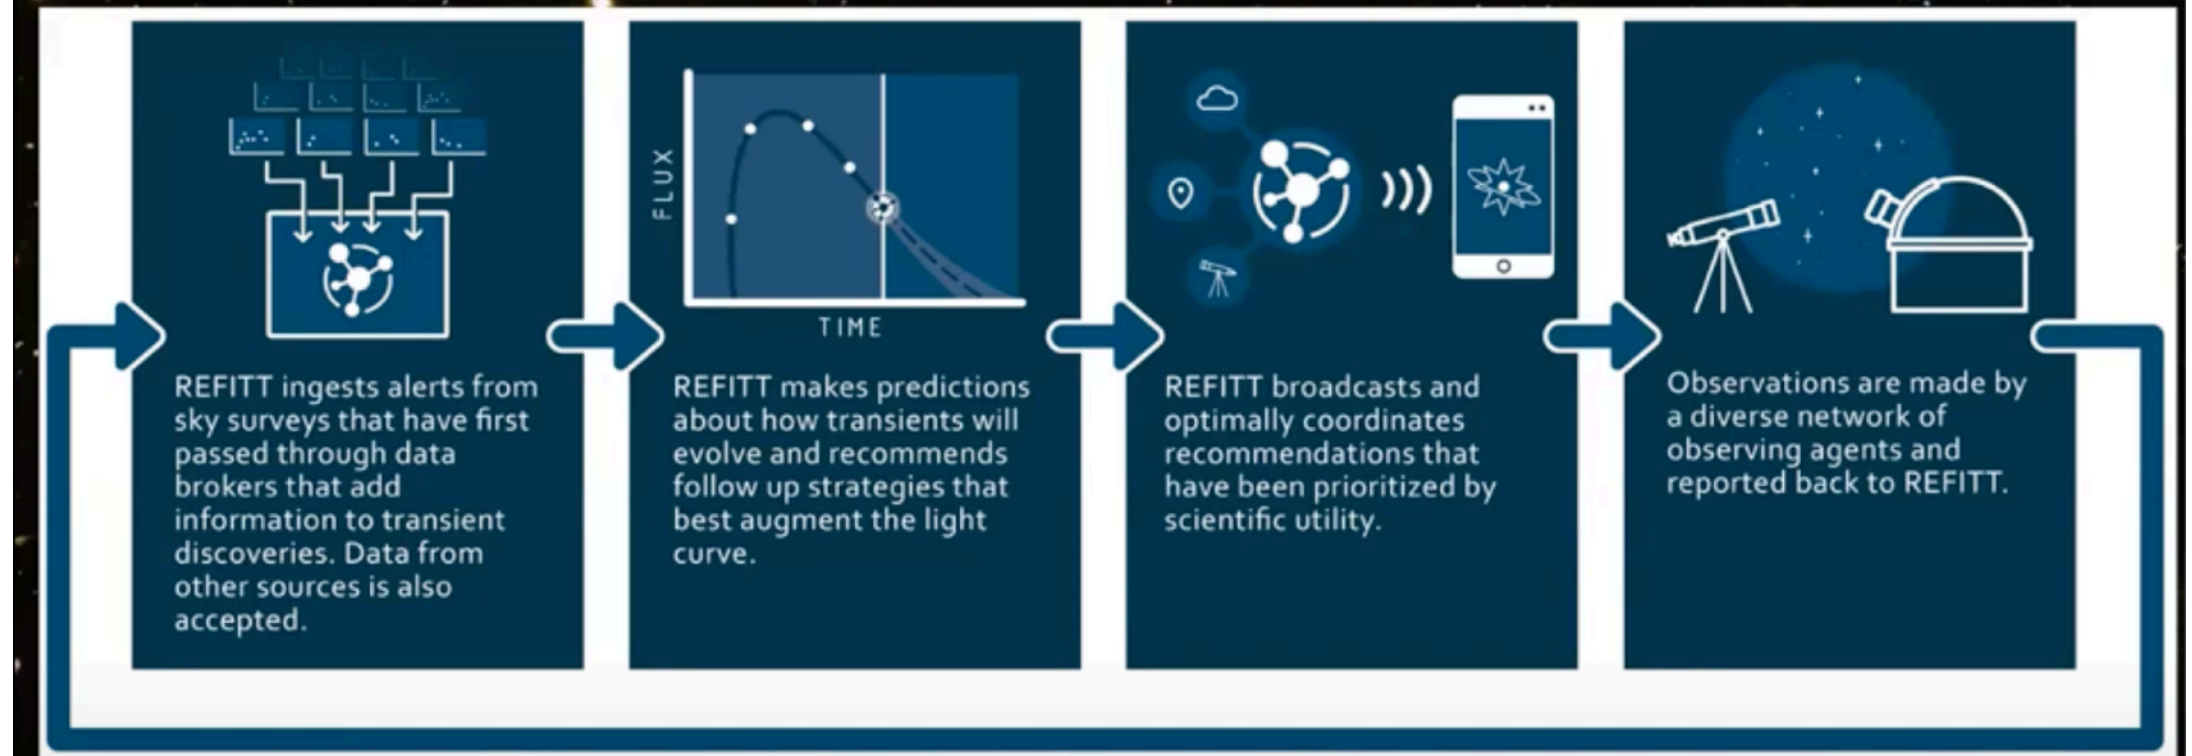 REFITT ingests alerts from
sky surveys that have first
passed through data
brokers that add
information to transient
discoveries. Data from
other sources is also
accepted.
FLUX
TIME
REFITT makes predictions
about how transients will
evolve and recommends
follow up strategies that
best augment the light
curve.
REFITT broadcasts and
optimally coordinates
recommendations that
have been prioritized by
scientific utility.
Observations are made by
a diverse network of
observing agents and
reported back to REFITT.